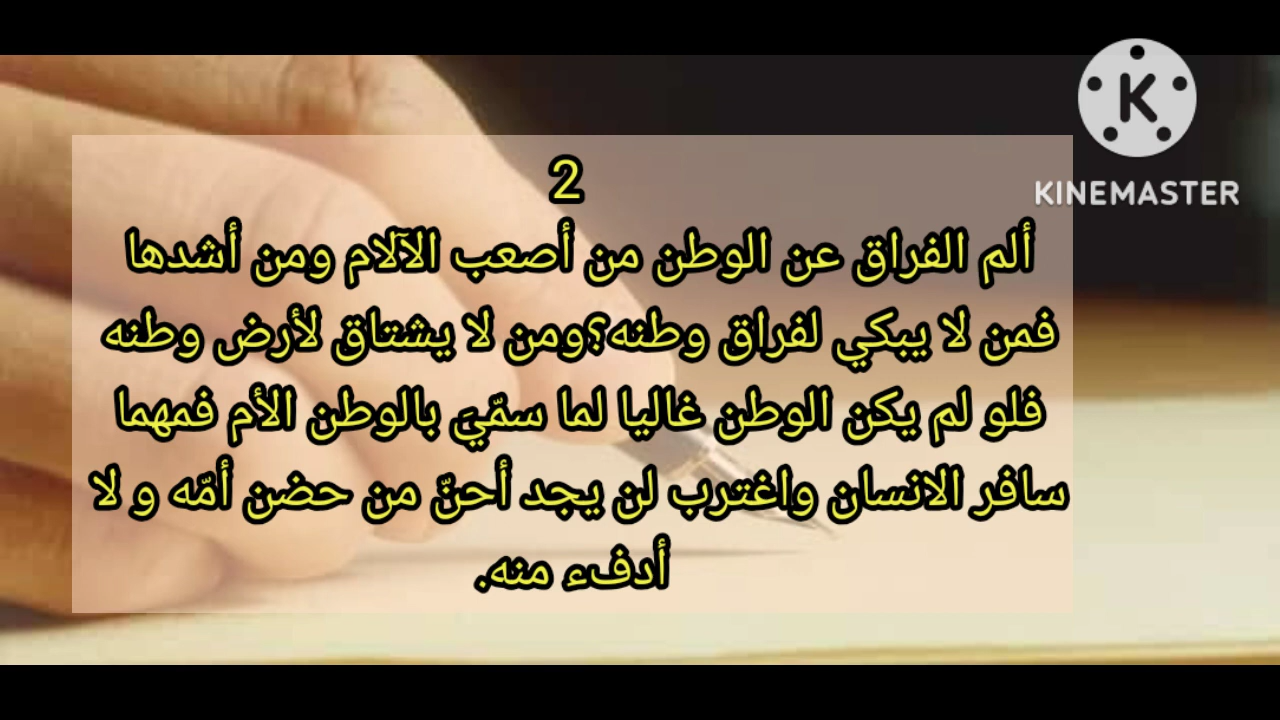 KINEMASTER
2
ألم الفراق عن الوطن من أصعب الآلام ومن أشدها
فمن لا يبكي لفراق وطنه؟ومن لا يشتاق لأرض وطنه
فلو لم يكن الوطن غاليا لما سمّيَ بالوطن الأم فمهما
سافر الانسان واغترب لن يجد أحنّ من حضن أمّه و لا
أدفء منه.